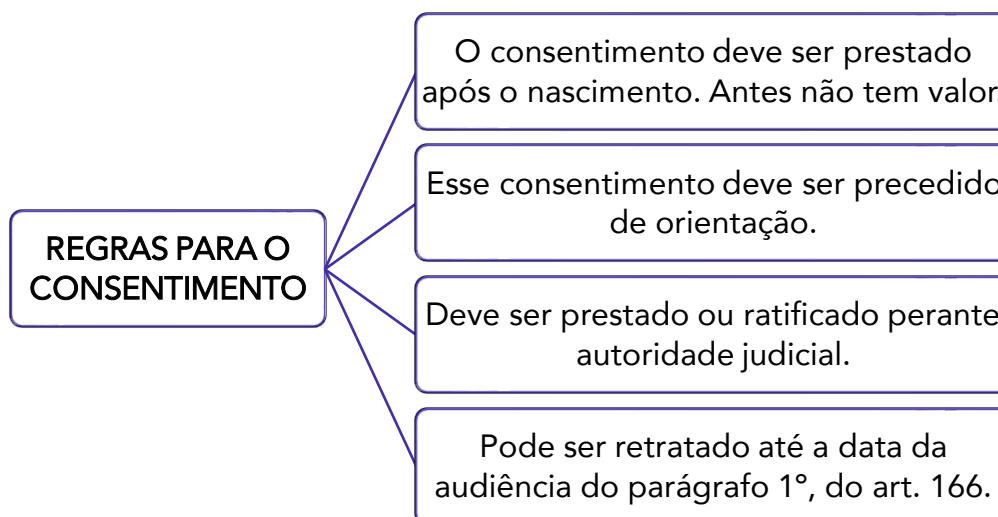 O consentimento deve ser prestado
após o nascimento. Antes não tem valor.
Esse consentimento deve ser precedido
de orientação.
REGRAS PARA O
CONSENTIMENTO
Deve ser prestado ou ratificado perante
autoridade judicial.
Pode ser retratado até a data da
audiência do parágrafo 1º, do art. 166.